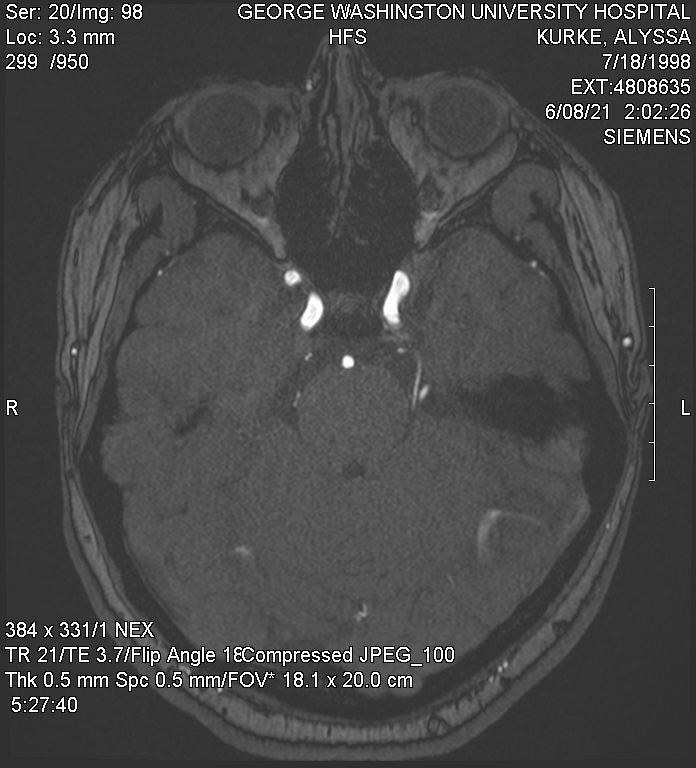 Ser: 20/Img: 98
Loc: 3.3 mm
299 /950
GEORGE WASHINGTON UNIVERSITY HOSPITAL
HFS
KURKE, ALYSSA
7/18/1998
EXT:4808635
6/08/21 2:02:26
SIEMENS
R
L
384 x 331/1 NEX
TR 21/TE 3.7/Flip Angle 18Compressed JPEG_100
Thk 0.5 mm Spc 0.5 mm/FOV* 18.1 x 20.0 cm
5:27:40